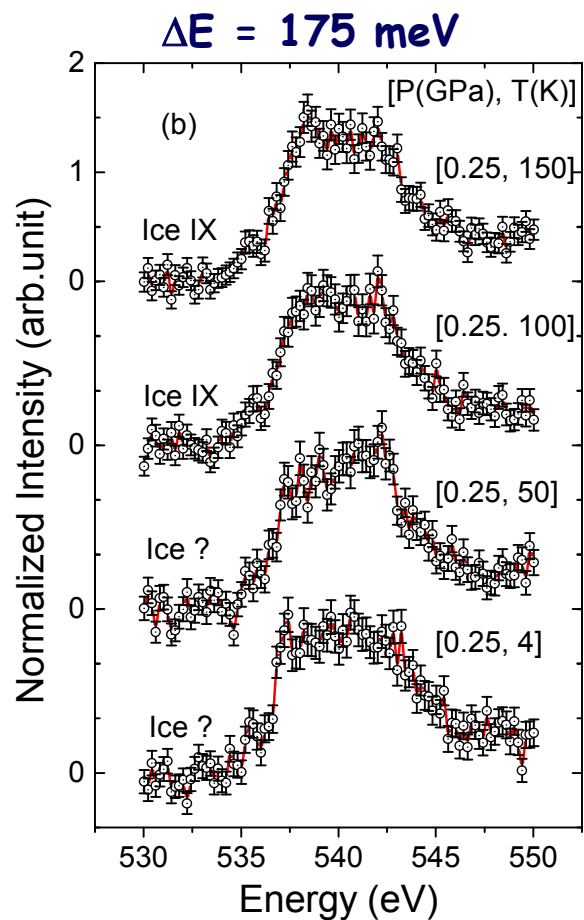 ΔE = 175 meV
2
[P(GPa), T(K)]
(b)
[0.25, 150]
1
Ice IX
0
[0.25. 100]
Ice IX
0
[0.25, 50]
Ice ?
0
[0.25, 4]
Ice ?
0
530 535 540 545 550
Energy (eV)
Normalized Intensity (arb.unit)